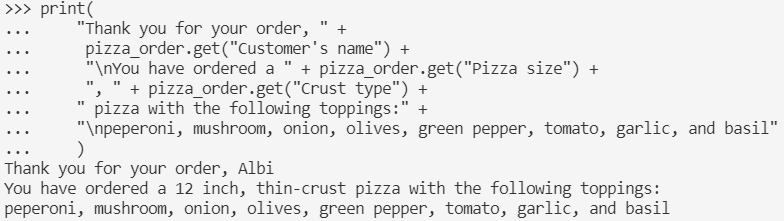 >>> print(
...     "Thank you for your order, " +
...      pizza_order.get("Customer's name") +
...     "\nYou have ordered a " + pizza_order.get("Pizza size") +
...     ", " + pizza_order.get("Crust type") +
...     " pizza with the following toppings:" +
...     "\npeperoni, mushroom, onion, olives, green pepper, tomato, garlic, and basil"
...     )
Thank you for your order, Albi
You have ordered a 12 inch, thin-crust pizza with the following toppings:
peperoni, mushroom, onion, olives, green pepper, tomato, garlic, and basil